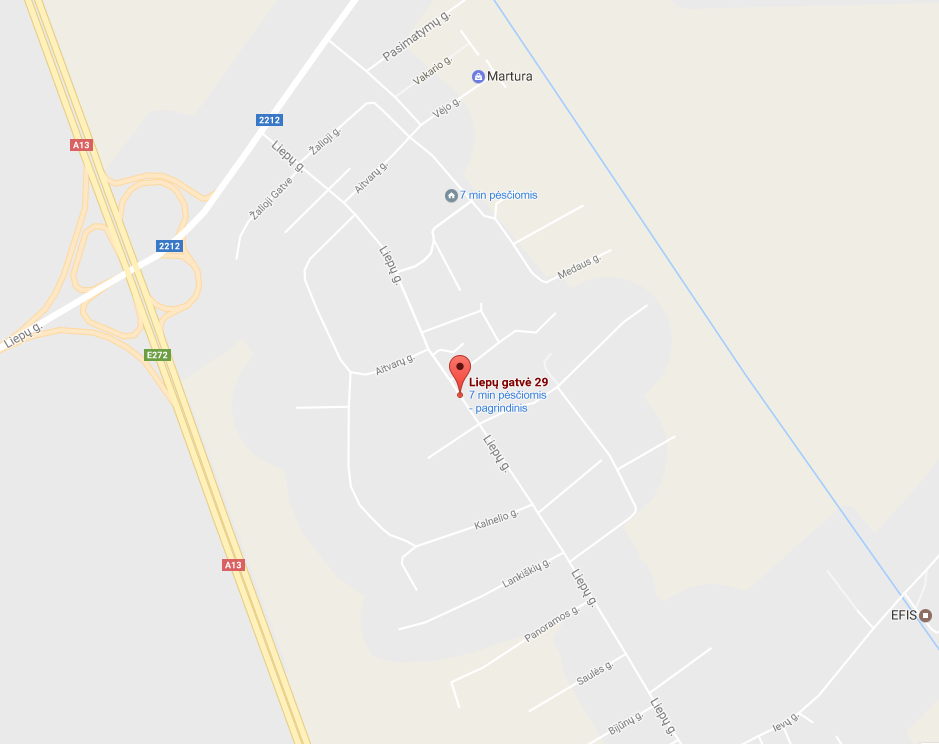 Pasimatymų g.
Vakario g.
Martura
Vėjo g.
2212
Žalioji g.
A13
Liepų g.
Aitvarų g.
Žalioji Gatvė
7 min pėsčiomis
2212
Liepų g.
Medaus g.
Liepų g.
E272
Aitvarų g.
Liepų gatvė 29
7 min pėsčiomis
- pagrindinis
Liepų g.
Kalnelio g.
A13
Lankiškių g.
Liepų g.
EFIS
Panoramos g.
Saulės g.
Liepų g.
Bijūnų g.
Ievų g.